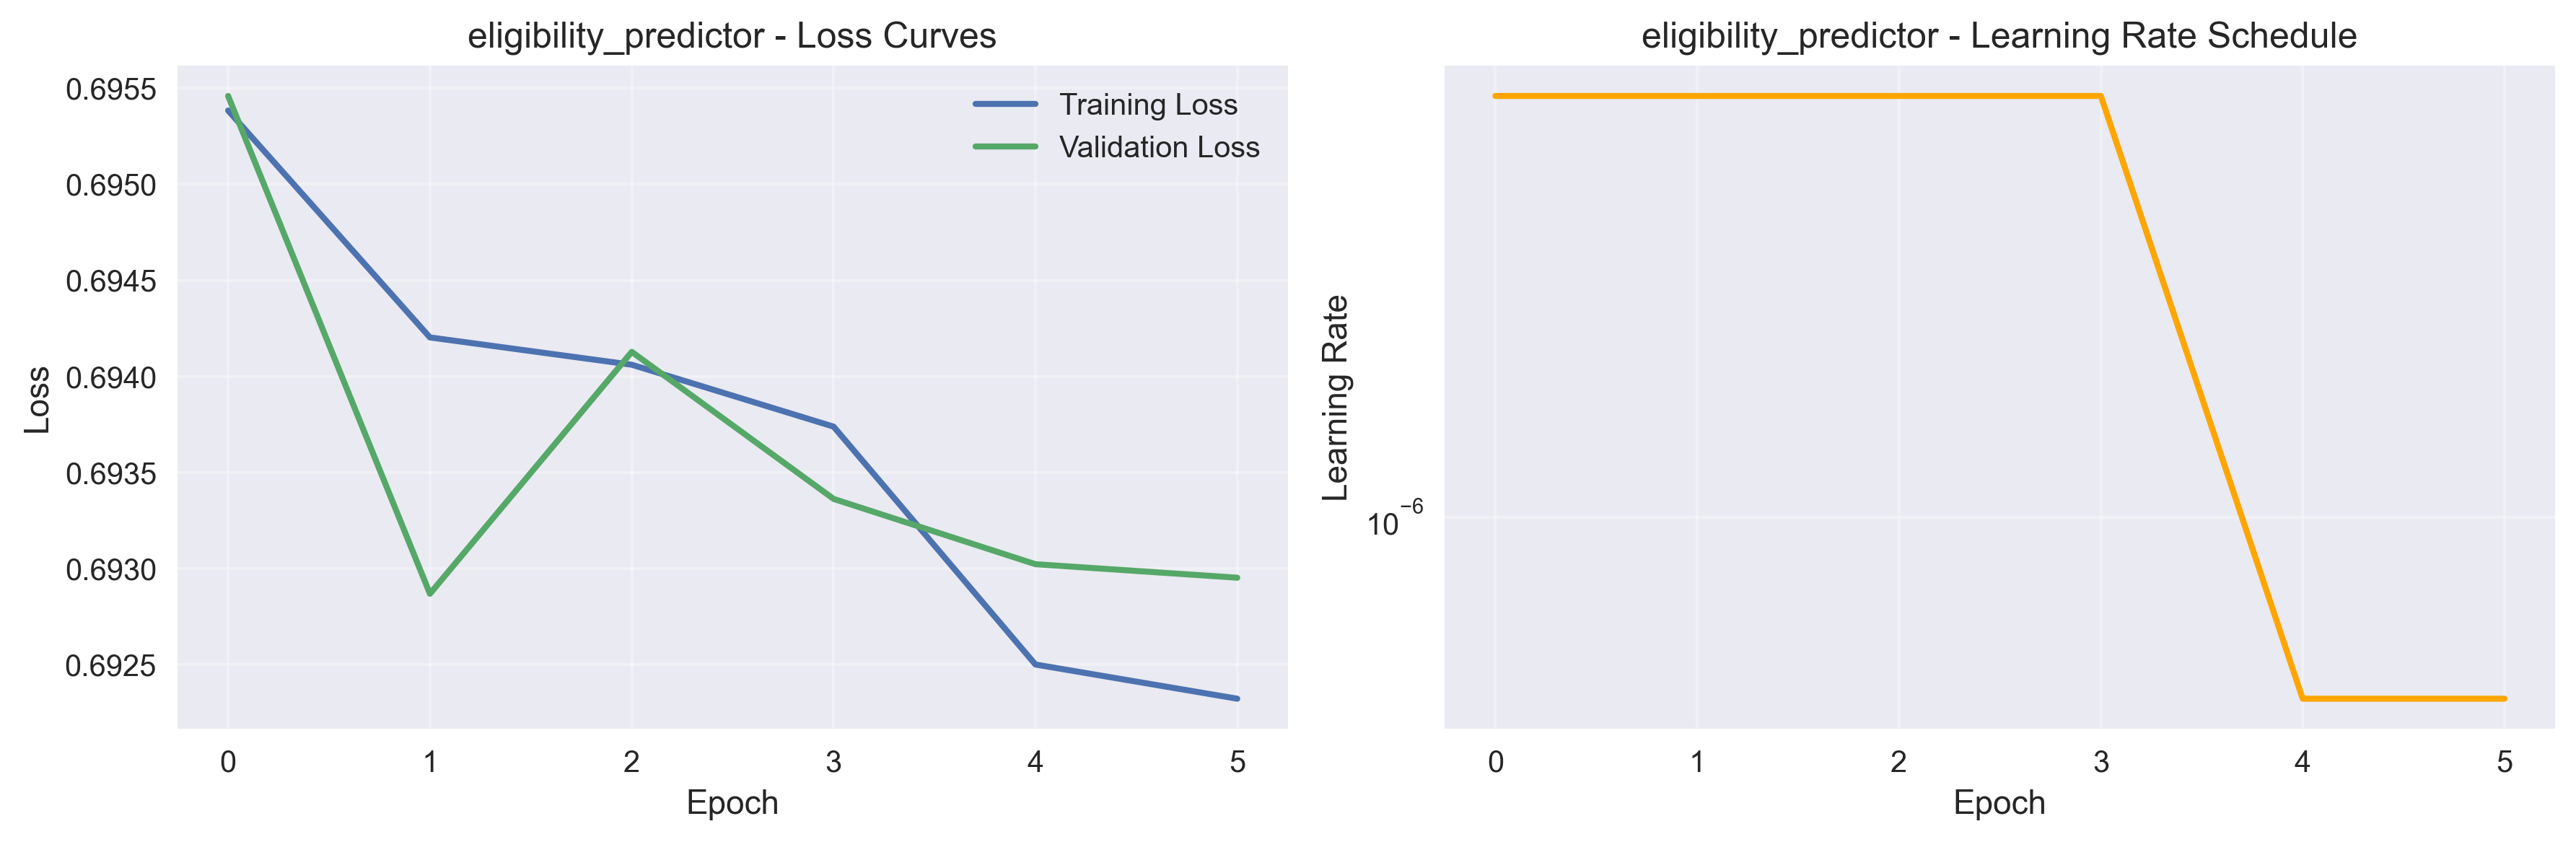 eligibility_predictor - Loss Curves
0.6955
0.6950
0.6945
0.6940
0.6935
0.6930
0.6925
Loss
Training Loss
Validation Loss
0 1 2 3 4 5
Epoch
eligibility_predictor - Learning Rate Schedule
Learning Rate
10⁻⁶
0 1 2 3 4 5
Epoch